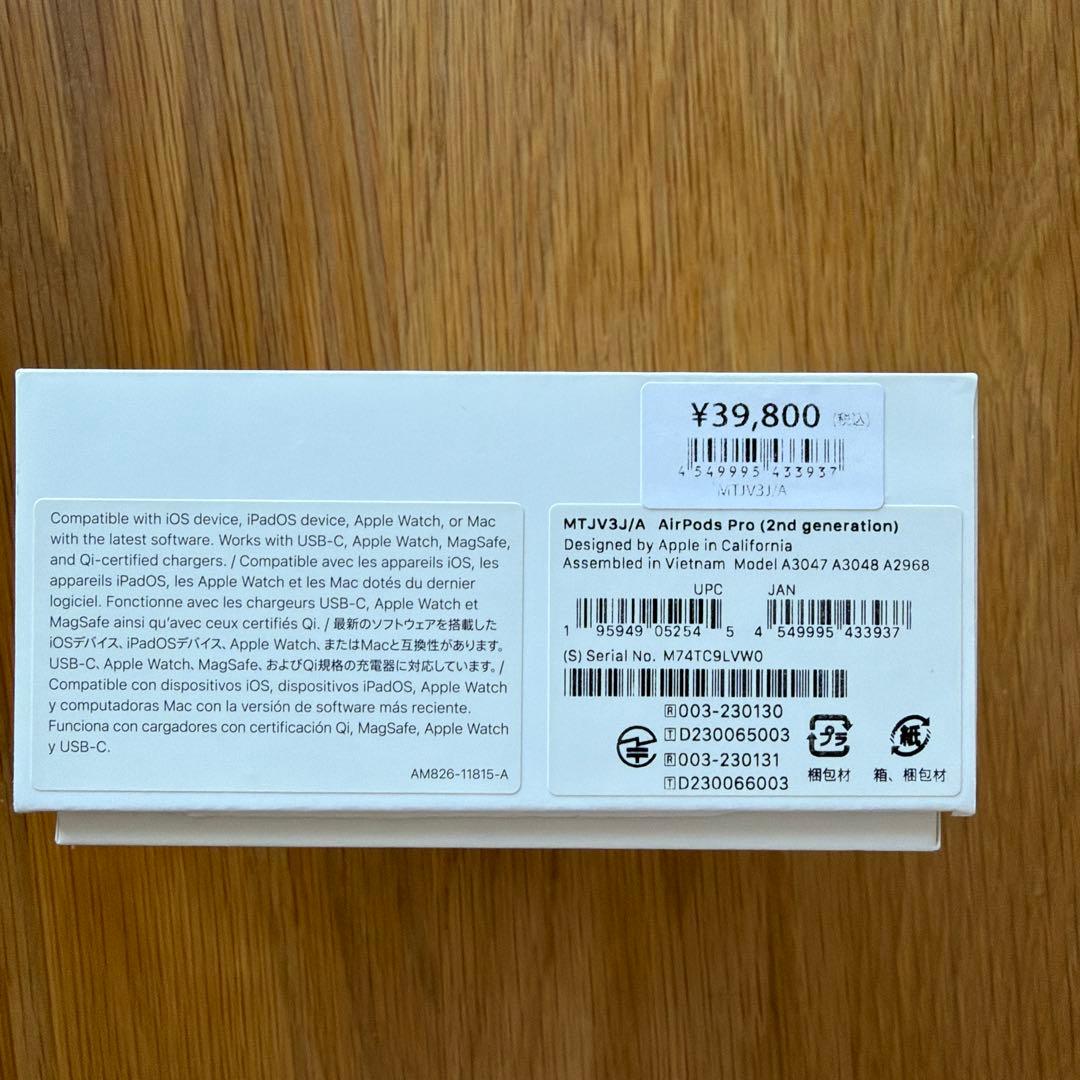 ¥39,800 (税込)
4 549995 433937
MTJV3J/A
Compatible with iOS device, iPadOS device, Apple Watch, or Mac
with the latest software. Works with USB-C, Apple Watch, MagSafe,
and Qi-certified chargers. / Compatible avec les appareils iOS, les
appareils iPadOS, les Apple Watch et les Mac dotés du dernier
logiciel. Fonctionne avec les chargeurs USB-C, Apple Watch et
MagSafe ainsi qu’avec ceux certifiés Qi. / 最新のソフトウェアを搭載した
iOSデバイス、iPadOSデバイス、Apple Watch、またはMacと互換性があります。
USB-C、Apple Watch、MagSafe、およびQi規格の充電器に対応しています。/
Compatible con dispositivos iOS, dispositivos iPadOS, Apple Watch
y computadoras Mac con la versión de software más reciente.
Funciona con cargadores con certificación Qi, MagSafe, Apple Watch
y USB-C.
AM826-11815-A
MTJV3J/A AirPods Pro (2nd generation)
Designed by Apple in California
Assembled in Vietnam Model A3047 A3048 A2968
UPC JAN
1 95949 05254 5 4 549995 433937
(S) Serial No. M74TC9LVW0
R 003-230130
T D230065003
R 003-230131
T D230066003
プラ
梱包材
紙
箱、梱包材